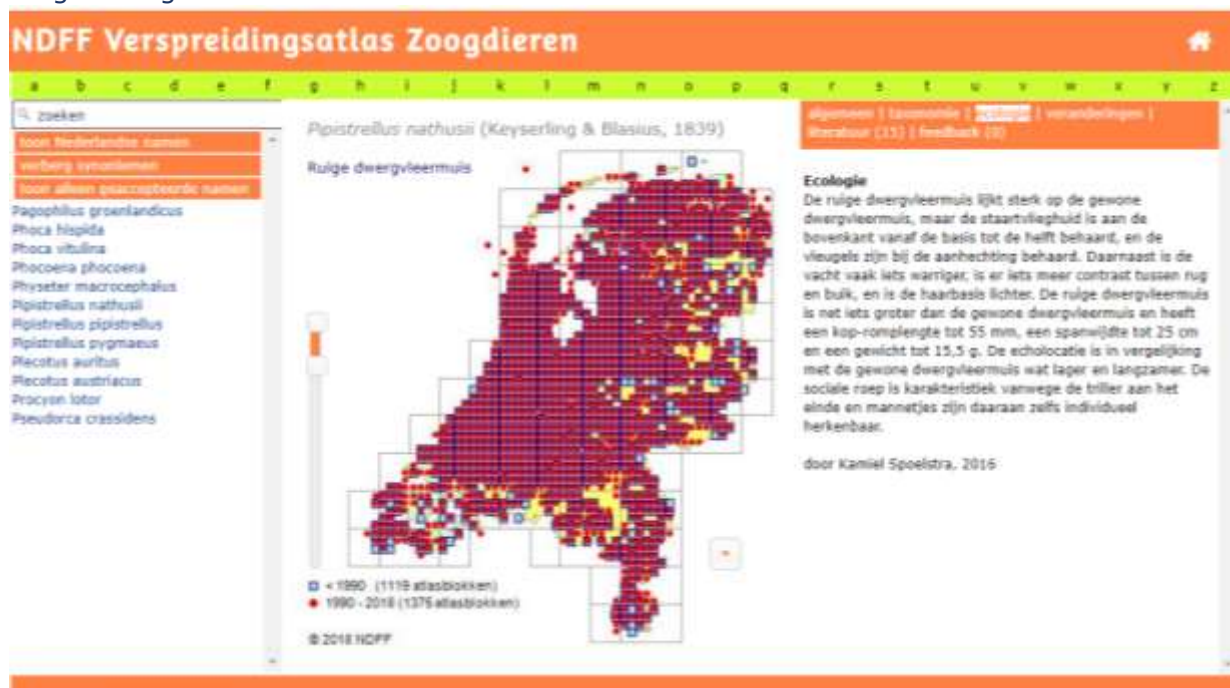 NDFF Verspreidingsatlas Zoogdieren
a b c d e f g h i j k l m n o p q r s t u v w x y z
zoeken
toon Nederlandse namen
verberg synoniemen
toon alleen geaccepteerde namen
Pagophilus groenlandicus
Phoca hispida
Phoca vitulina
Phocoena phocoena
Physeter macrocephalus
Pipistrellus nathusii
Pipistrellus pipistrellus
Pipistrellus pygmaeus
Plecotus auritus
Plecotus austriacus
Procyon lotor
Pseudorca crassidens
Pipistrellus nathusii (Keyserling & Blasius, 1839)
Ruige dwergvleermuis
< 1990 (1119 atlasblokken)
1990 - 2018 (1375 atlasblokken)
© 2018 NDFF
algemeen | taxonomie | ecologie | veranderingen |
literatuur (15) | feedback (0)
Ecologie
De ruige dwergvleermuis lijkt sterk op de gewone
dwergvleermuis, maar de staartvlieghuid is aan de
bovenkant vanaf de basis tot de helft behaard, en de
vleugels zijn bij de aanhechting behaard. Daarnaast is de
vacht vaak iets warriger, is er iets meer contrast tussen rug
en buik, en is de haarbasis lichter. De ruige dwergvleermuis
is net iets groter dan de gewone dwergvleermuis en heeft
een kop-romplengte tot 55 mm, een spanwijdte tot 25 cm
en een gewicht tot 15,5 g. De echolocatie is in vergelijking
met de gewone dwergvleermuis wat lager en langzamer. De
sociale roep is karakteristiek vanwege de triller aan het
einde en mannetjes zijn daaraan zelfs individueel
herkenbaar.
door Kamiel Spoelstra, 2016